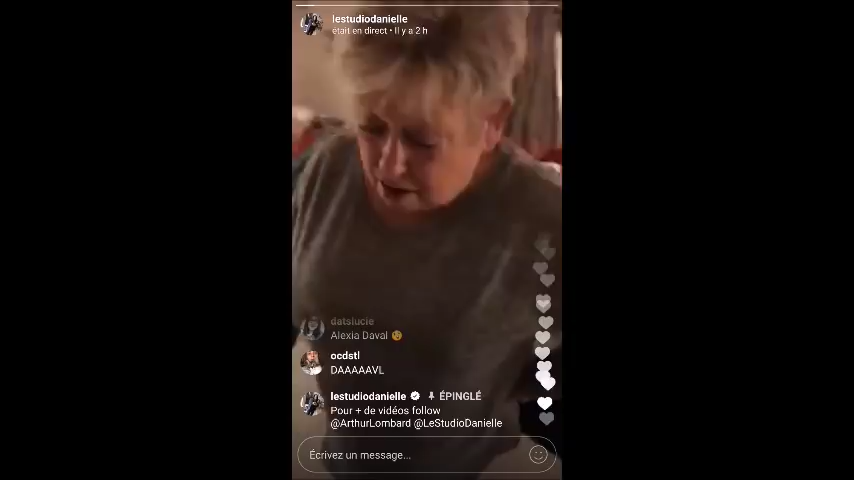 lestudiodanielle
était en direct • Il y a 2 h
datslucie
Alexia Daval 🤨
ocdstl
DAAAAAVL
lestudiodanielle ÉPINGLÉ
Pour + de vidéos follow
@ArthurLombard @LeStudioDanielle
Écrivez un message...